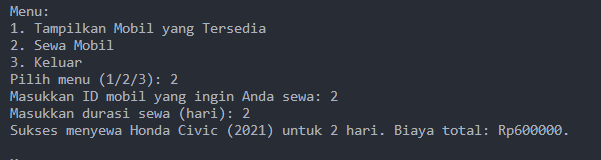 Menu:
1. Tampilkan Mobil yang Tersedia
2. Sewa Mobil
3. Keluar
Pilih menu (1/2/3): 2
Masukkan ID mobil yang ingin Anda sewa: 2
Masukkan durasi sewa (hari): 2
Sukses menyewa Honda Civic (2021) untuk 2 hari. Biaya total: Rp600000.